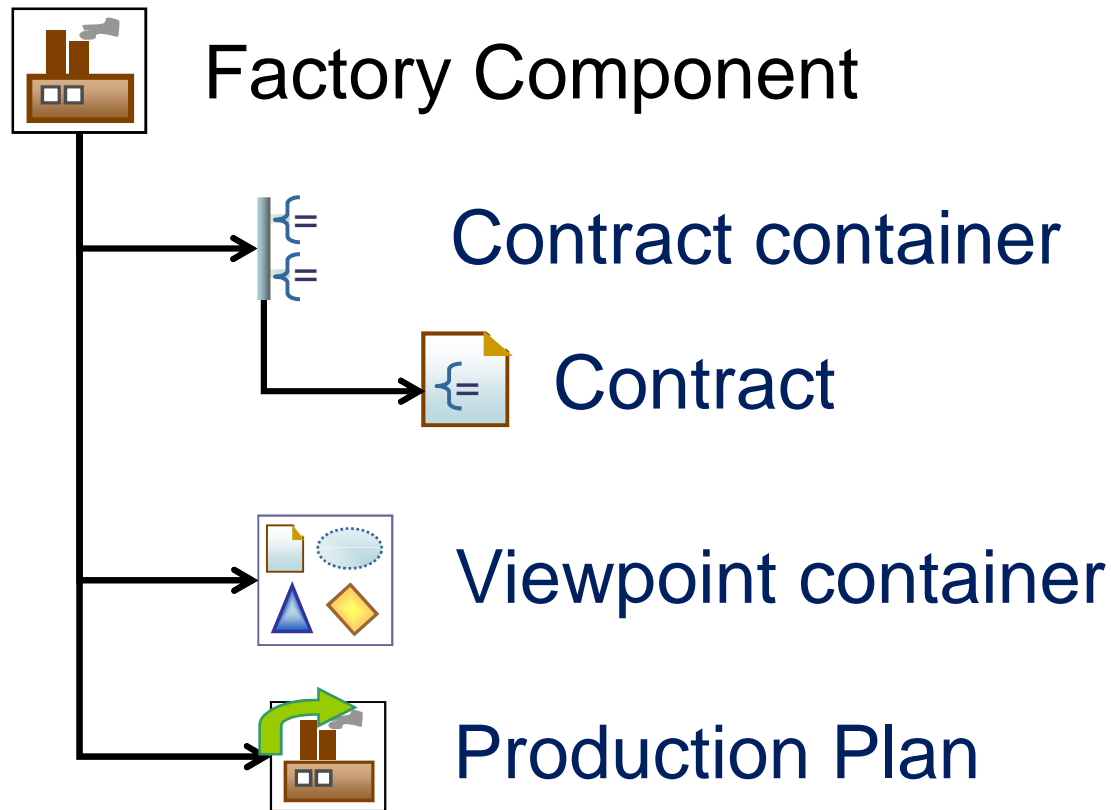 Factory Component
Contract container
Contract
Viewpoint container
Production Plan